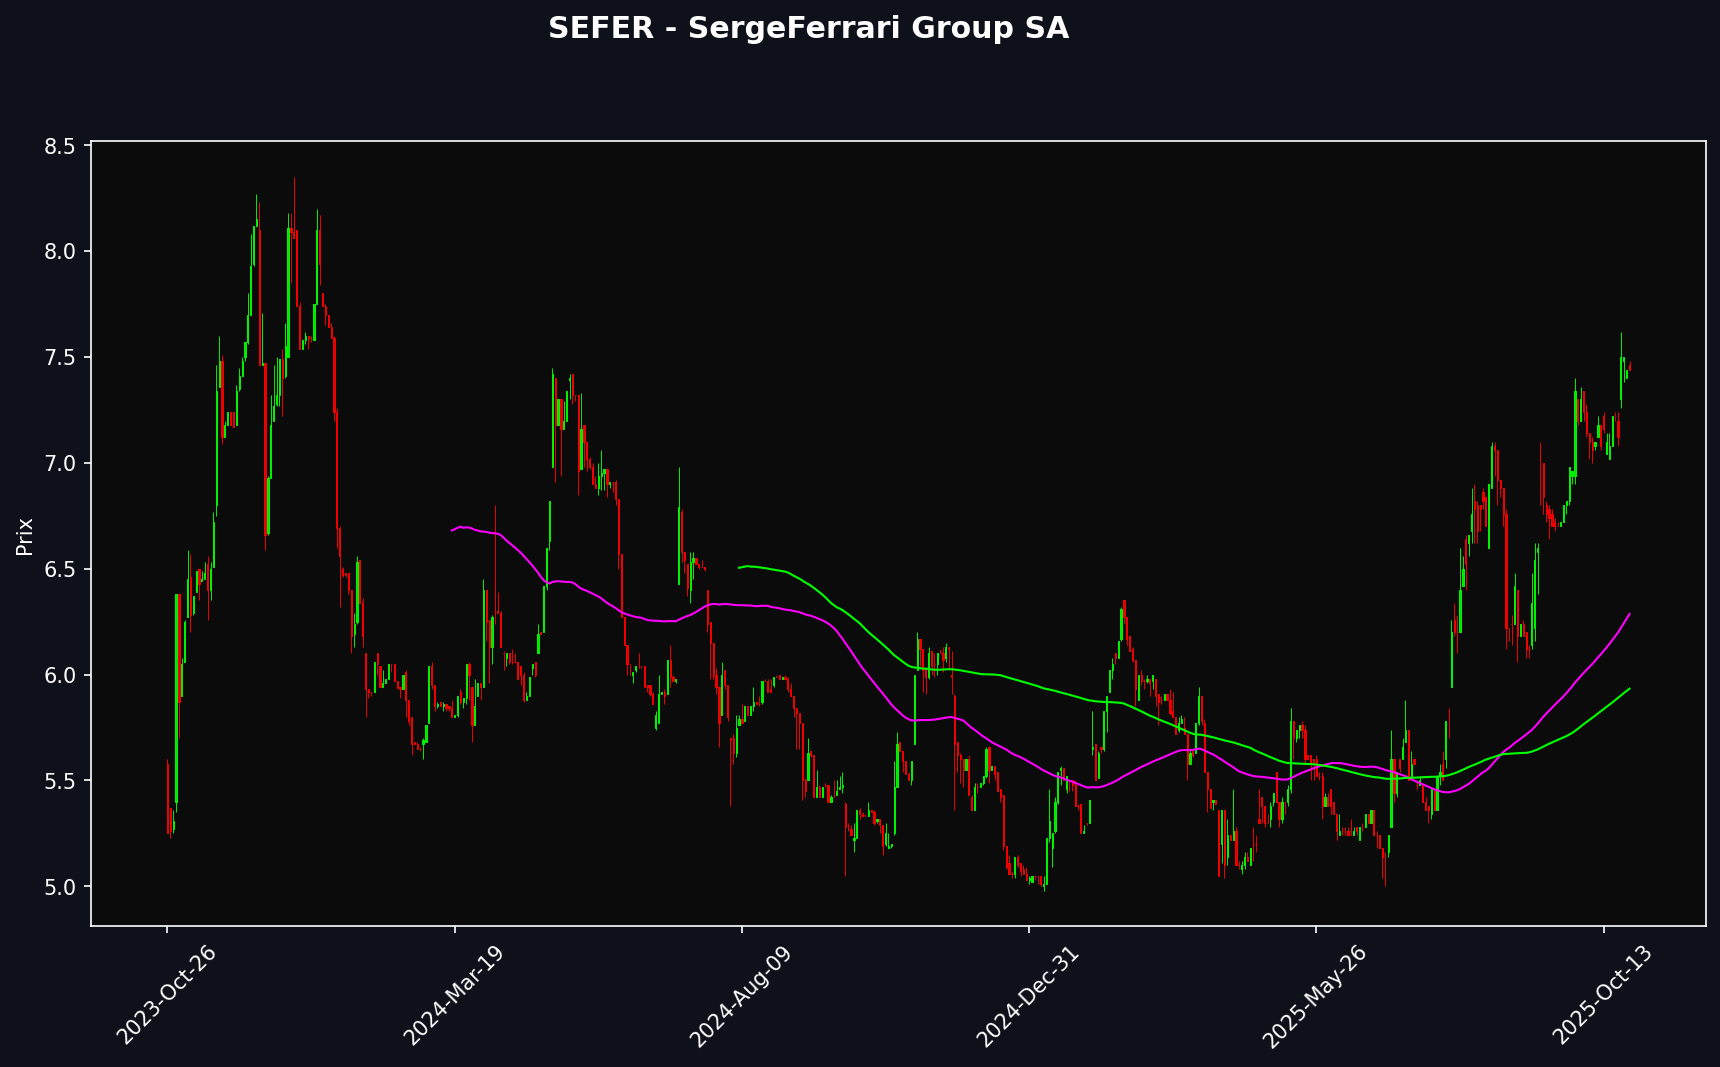 SEFER - SergeFerrari Group SA
Prix
8.5
8.0
7.5
7.0
6.5
6.0
5.5
5.0
2023-Oct-26
2024-Mar-19
2024-Aug-09
2024-Dec-31
2025-May-26
2025-Oct-13